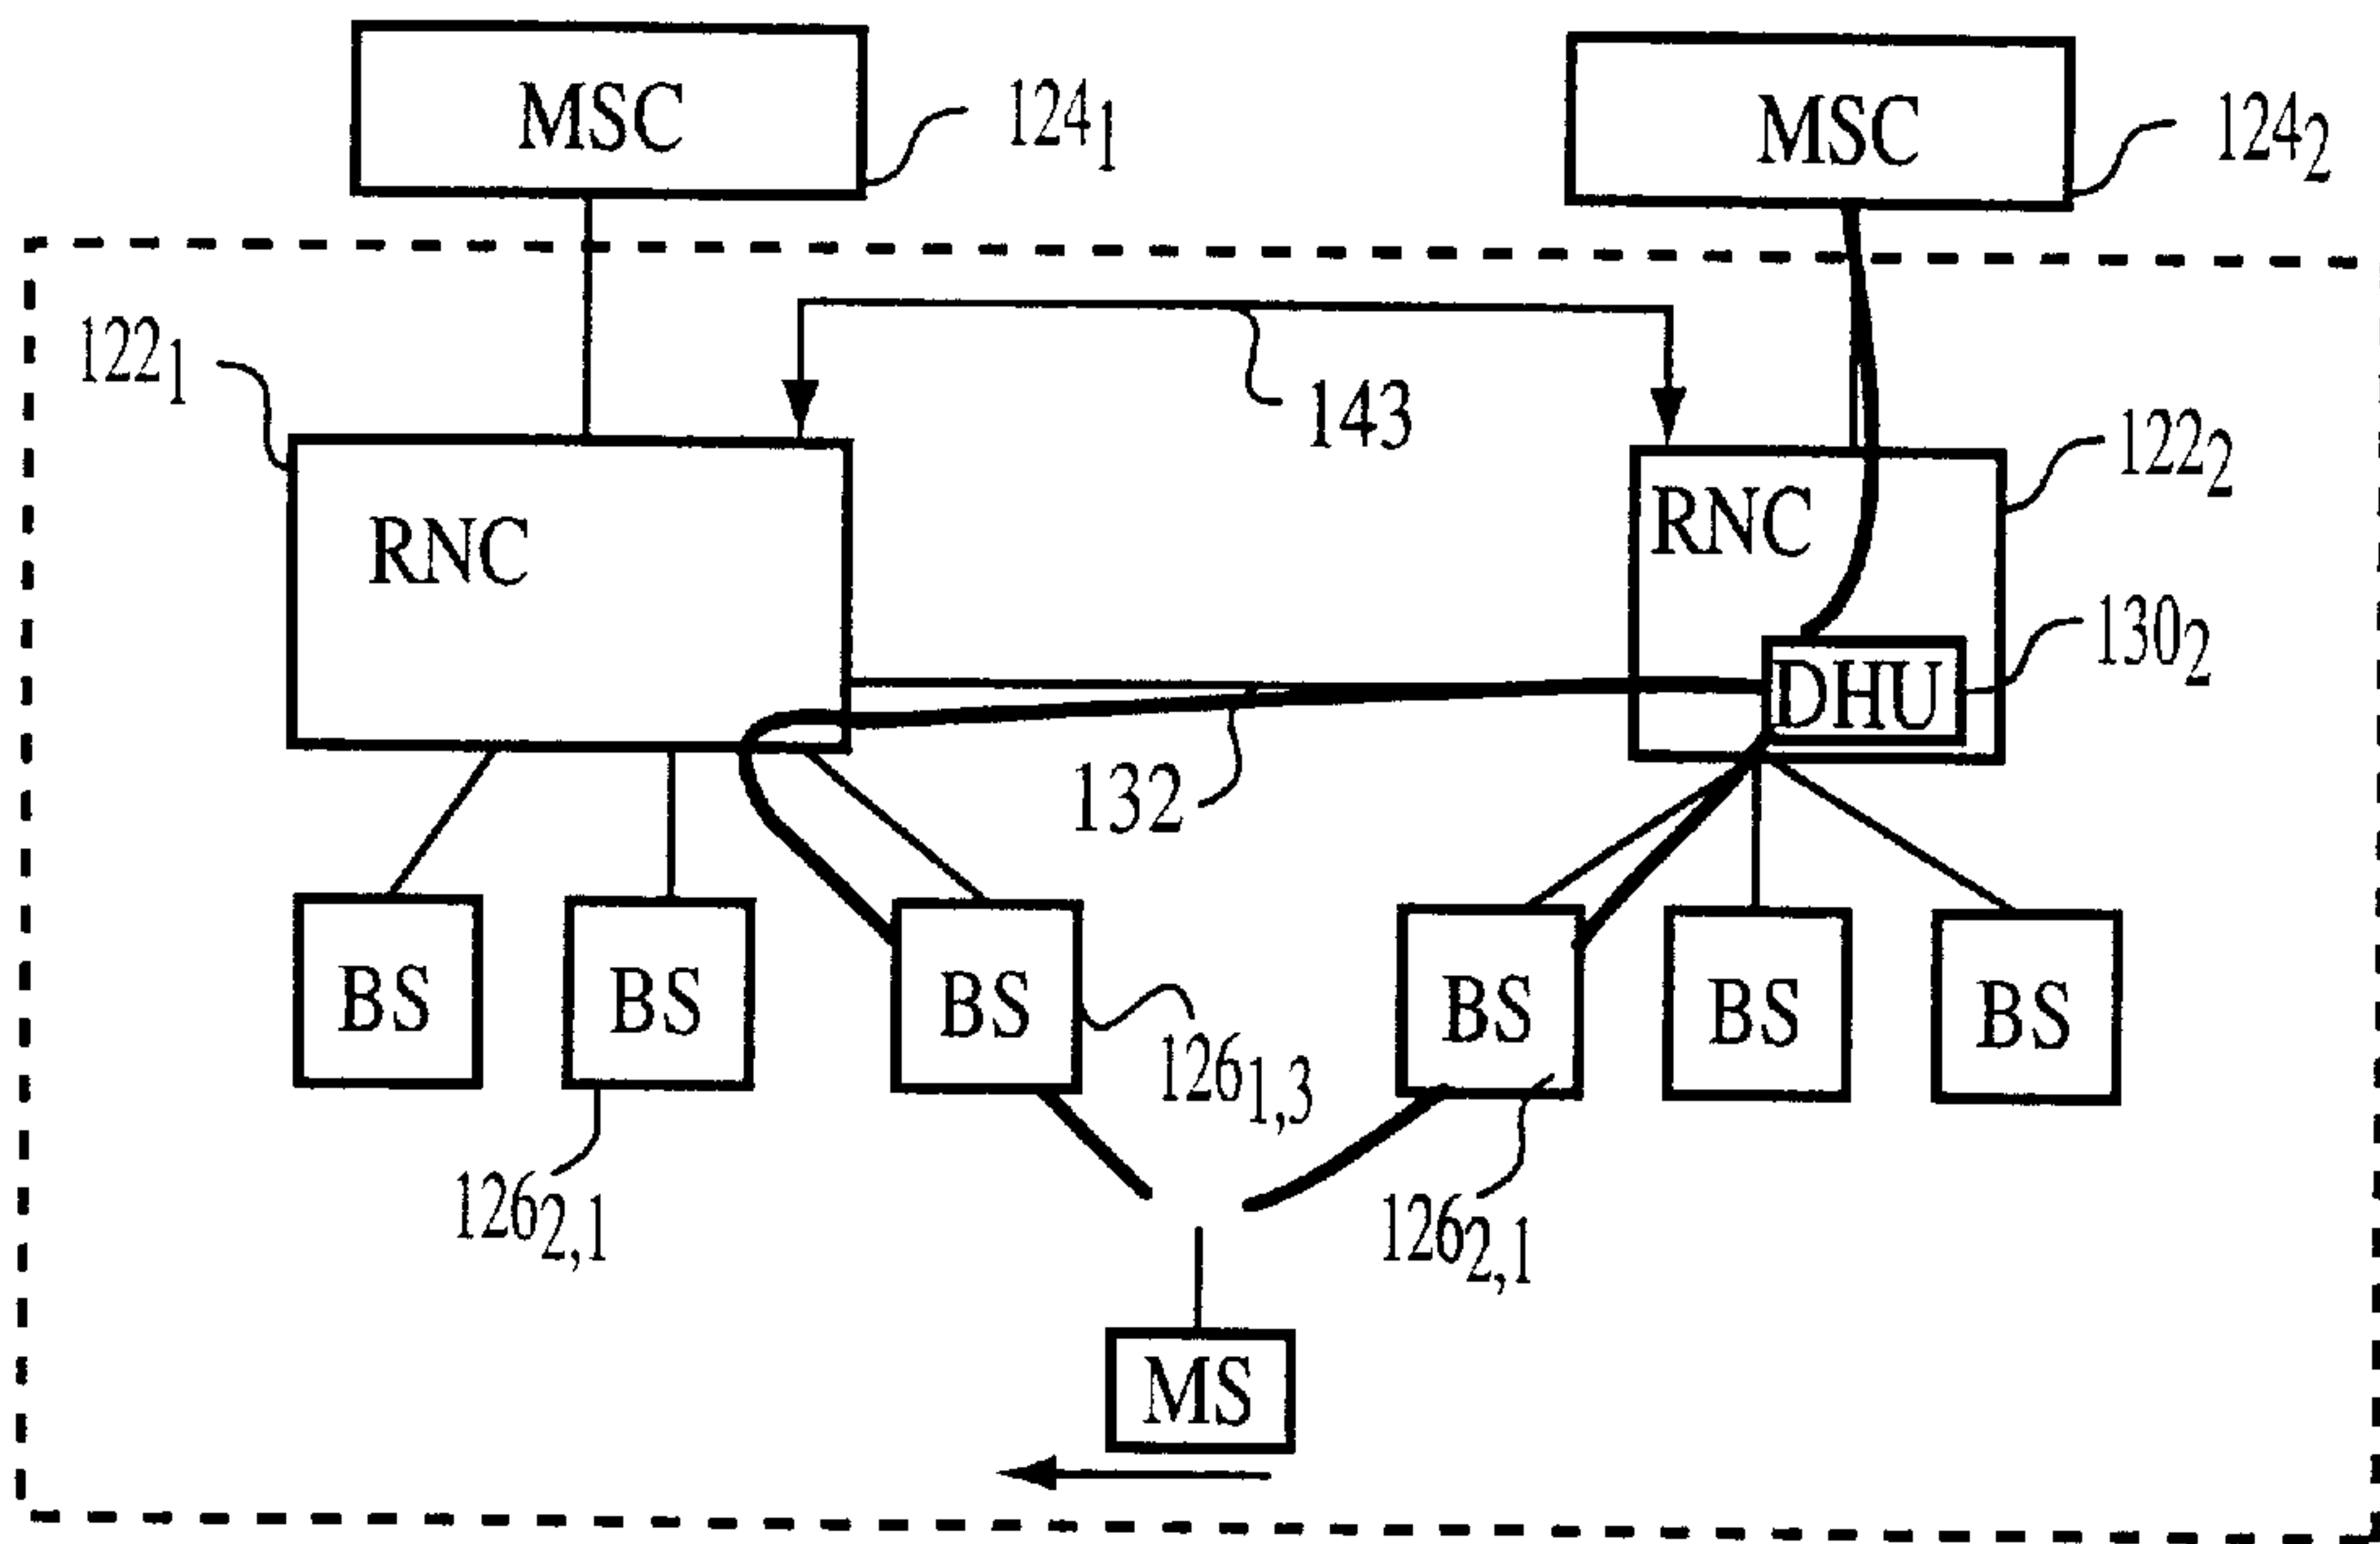 MSC
124₁
MSC
124₂
122₁
143
RNC
RNC
122₂
DHU
130₂
132
BS
BS
BS
BS
BS
BS
126₁,₃
126₂,₁
126₂,₁
MS